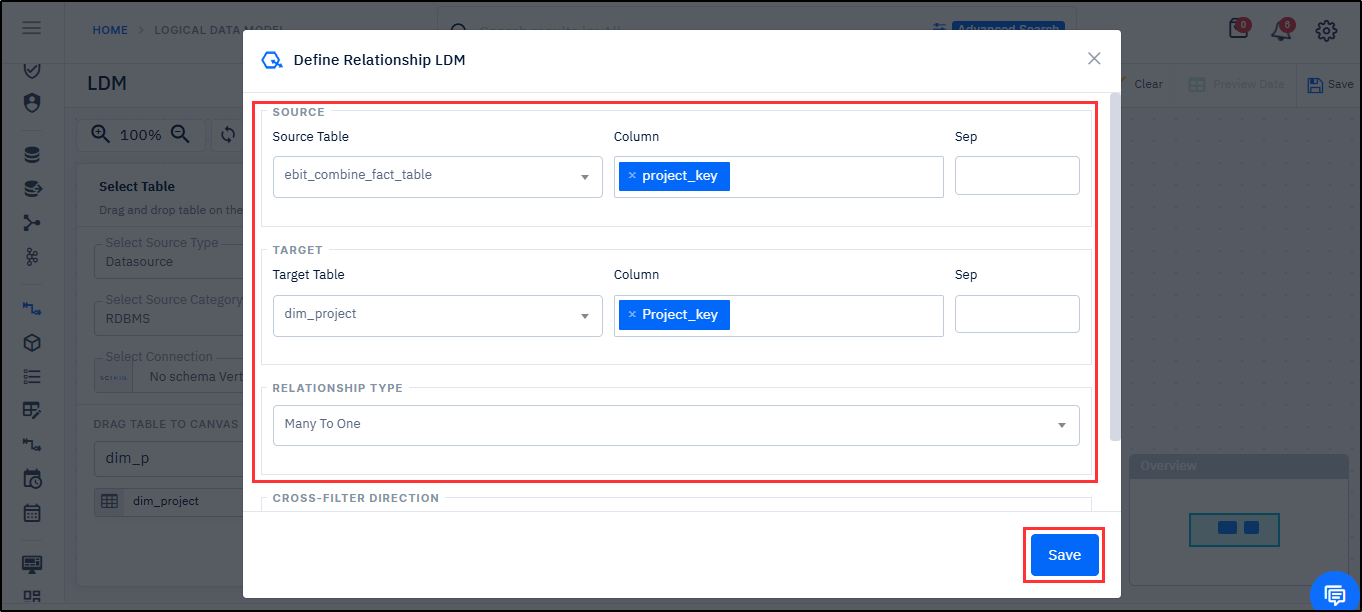 HOME > LOGICAL DATA MODEL
Advanced Search
0
6
Define Relationship LDM
LDM
Clear
Preview Data
Save
100%
SOURCE
Source Table
Column
Sep
ebit_combine_fact_table
× project_key
Select Table
Drag and drop table on the
Select Source Type
Datasource
TARGET
Target Table
Column
Sep
dim_project
× Project_key
Select Source Category
RDBMS
Select Connection
No schema Vert
RELATIONSHIP TYPE
Many To One
DRAG TABLE TO CANVAS
dim_p
dim_project
CROSS-FILTER DIRECTION
Overview
Save